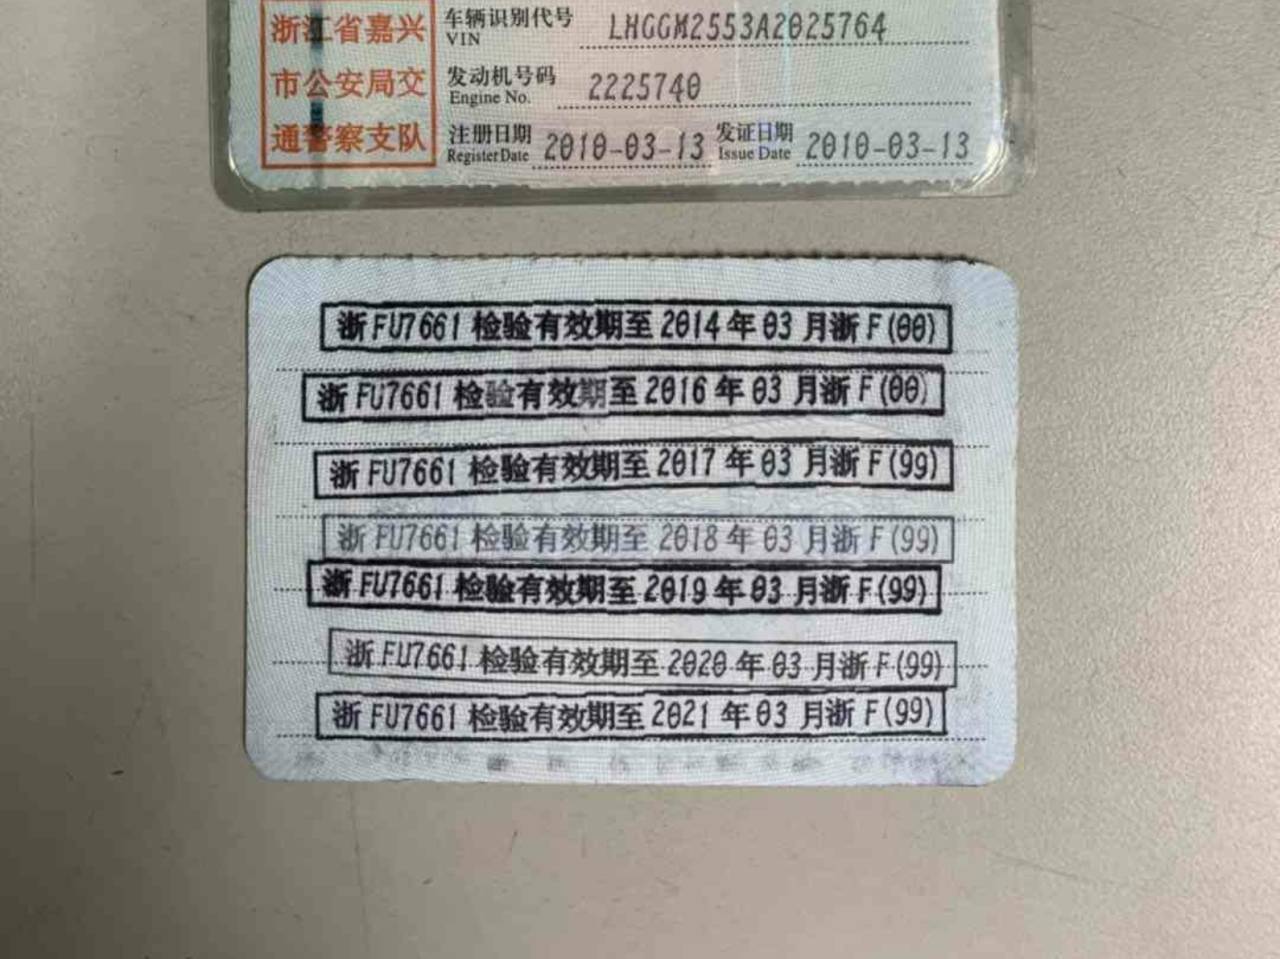 浙江省嘉兴
市公安局交
通警察支队
车辆识别代号 LHGGM2553A2025764
VIN
发动机号码 2225740
Engine No.
注册日期 2010-03-13 发证日期 2010-03-13
Register Date Issue Date
浙FU7661 检验有效期至2014年03月浙F(00)
浙FU7661 检验有效期至2016年03月浙F(00)
浙FU7661 检验有效期至2017年03月浙F(99)
浙FU7661 检验有效期至2018年03月浙F(99)
浙FU7661 检验有效期至2019年03月浙F(99)
浙FU7661 检验有效期至2020年03月浙F(99)
浙FU7661 检验有效期至2021年03月浙F(99)